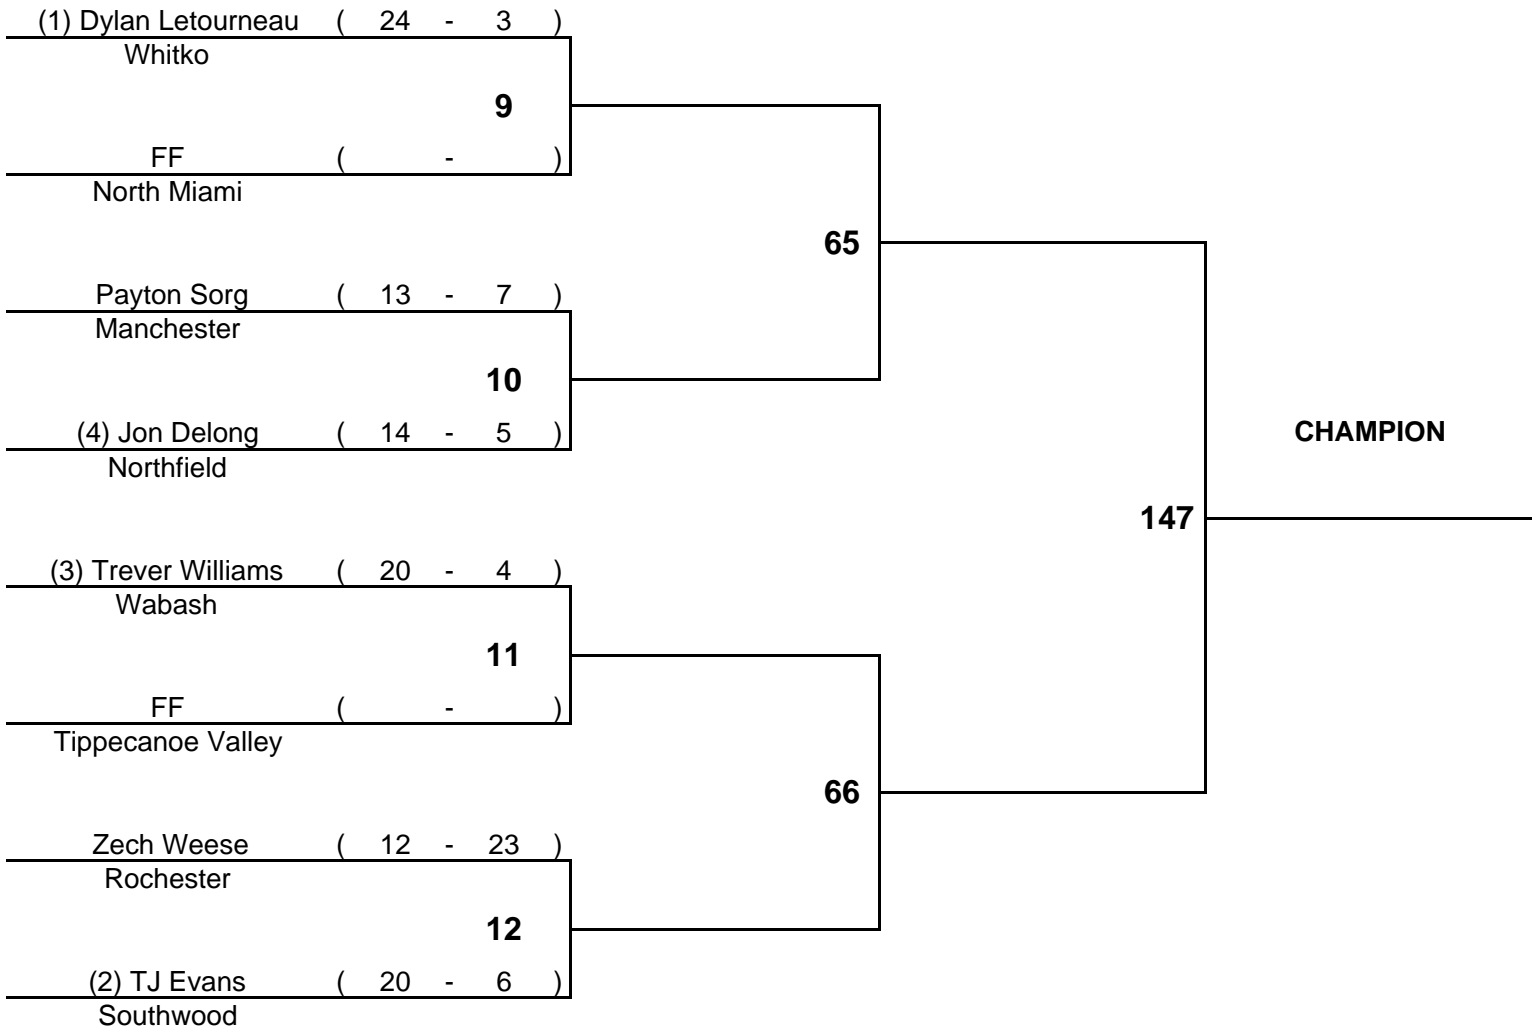 (1) Dylan Letourneau ( 24 - 3 )
Whitko
9
FF ( - )
North Miami
65
Payton Sorg ( 13 - 7 )
Manchester
10
(4) Jon Delong ( 14 - 5 )
Northfield
CHAMPION
147
(3) Trever Williams ( 20 - 4 )
Wabash
11
FF ( - )
Tippecanoe Valley
66
Zech Weese ( 12 - 23 )
Rochester
12
(2) TJ Evans ( 20 - 6 )
Southwood